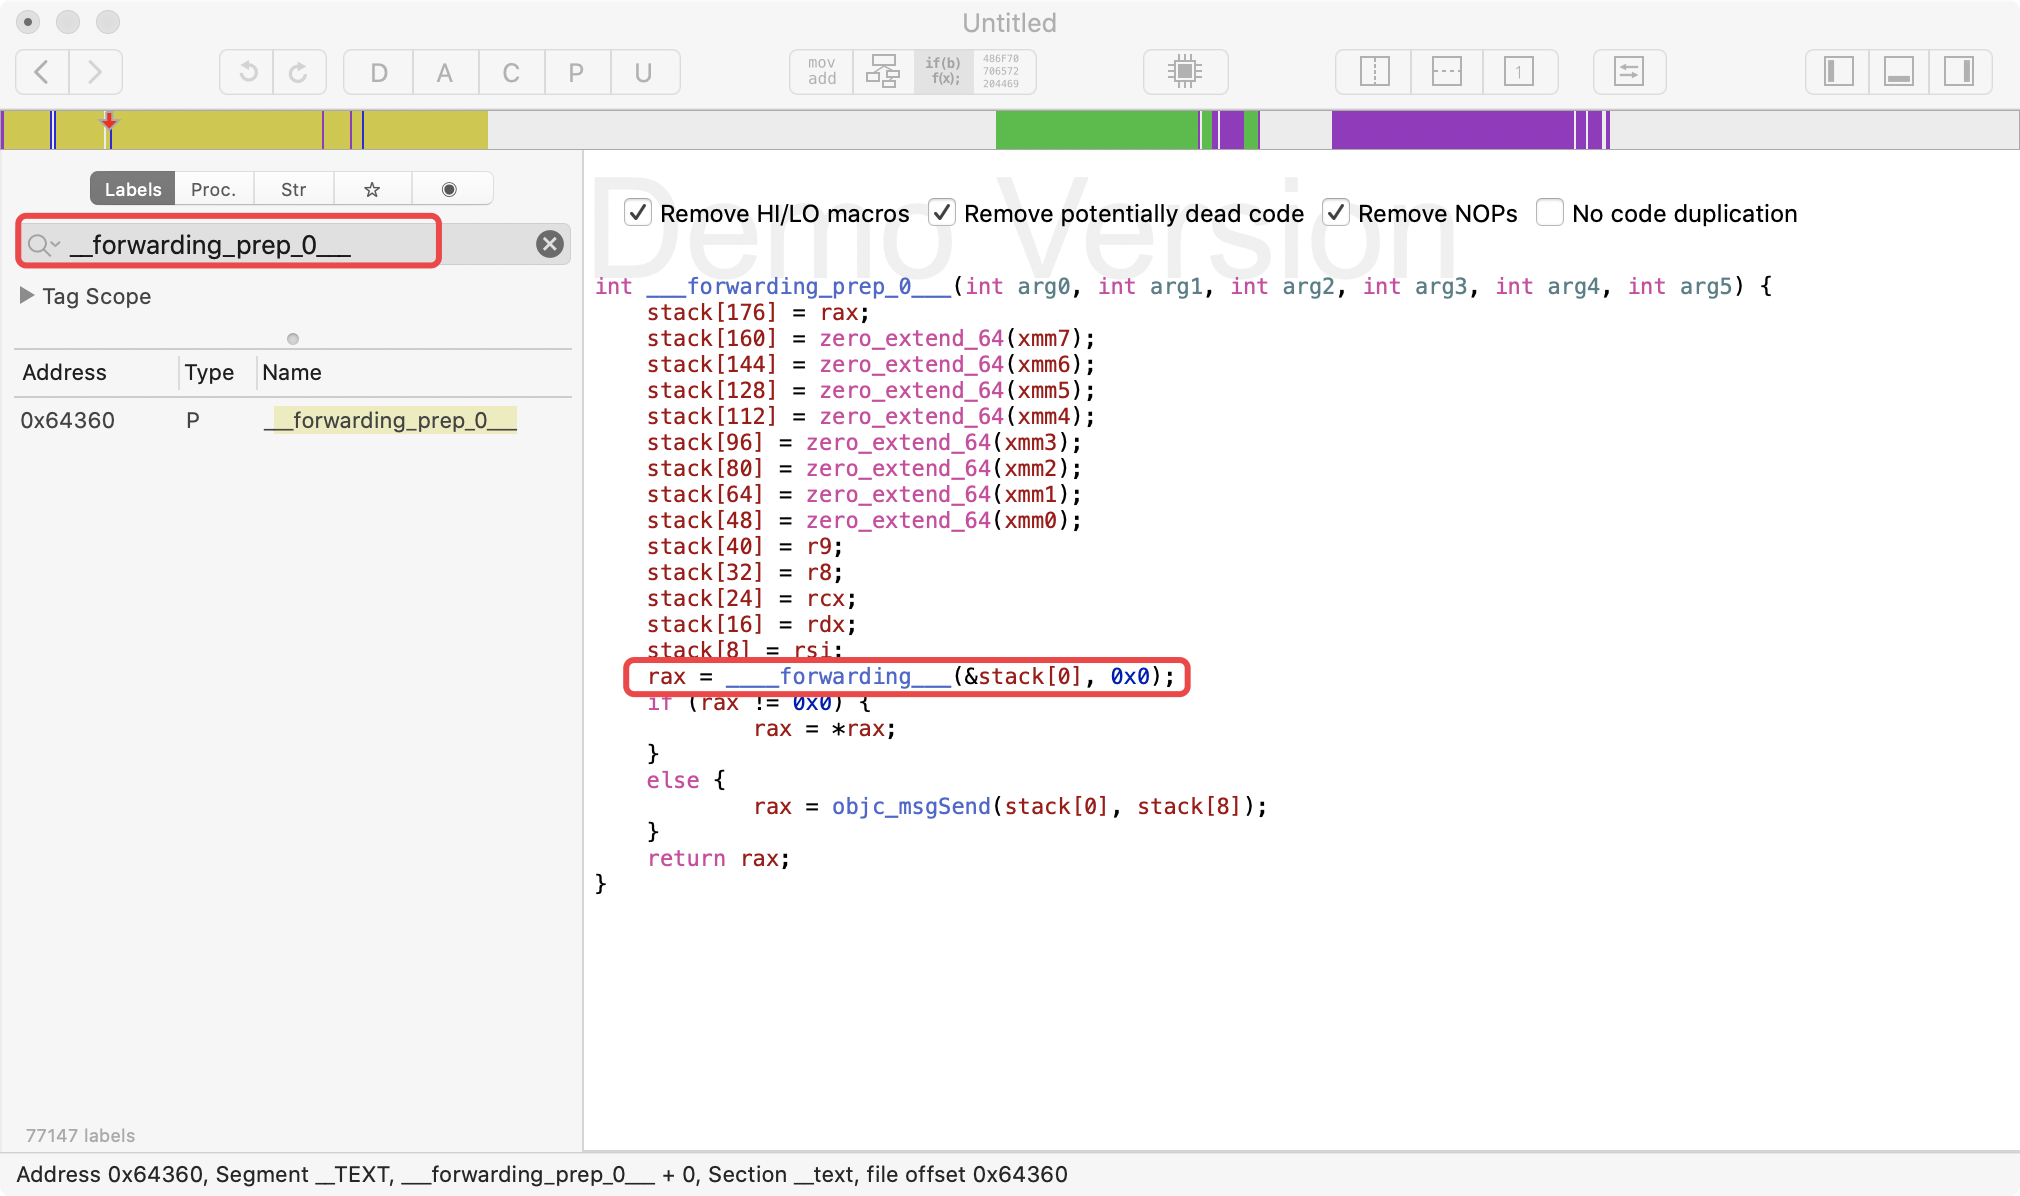 Untitled
D A C P U
mov add
if(b) f(x);
486F70 706572 204469
1
Labels Proc. Str
__forwarding_prep_0___
Tag Scope
Address Type Name
0x64360 P ___forwarding_prep_0___
77147 labels
Demo Version
Remove HI/LO macros Remove potentially dead code Remove NOPs No code duplication
int ___forwarding_prep_0___(int arg0, int arg1, int arg2, int arg3, int arg4, int arg5) {
stack[176] = rax;
stack[160] = zero_extend_64(xmm7);
stack[144] = zero_extend_64(xmm6);
stack[128] = zero_extend_64(xmm5);
stack[112] = zero_extend_64(xmm4);
stack[96] = zero_extend_64(xmm3);
stack[80] = zero_extend_64(xmm2);
stack[64] = zero_extend_64(xmm1);
stack[48] = zero_extend_64(xmm0);
stack[40] = r9;
stack[32] = r8;
stack[24] = rcx;
stack[16] = rdx;
stack[8] = rsi;
rax = ____forwarding___(&stack[0], 0x0);
if (rax != 0x0) {
rax = *rax;
}
else {
rax = objc_msgSend(stack[0], stack[8]);
}
return rax;
}
Address 0x64360, Segment __TEXT, ___forwarding_prep_0___ + 0, Section __text, file offset 0x64360